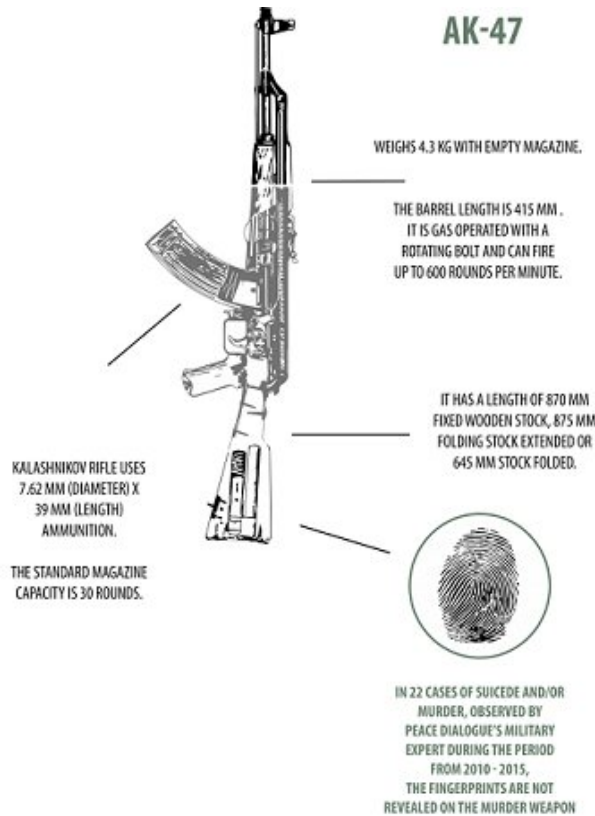 AK-47
WEIGHS 4.3 KG WITH EMPTY MAGAZINE.
THE BARREL LENGTH IS 415 MM .
IT IS GAS OPERATED WITH A
ROTATING BOLT AND CAN FIRE
UP TO 600 ROUNDS PER MINUTE.
IT HAS A LENGTH OF 870 MM
FIXED WOODEN STOCK, 875 MM
FOLDING STOCK EXTENDED OR
645 MM STOCK FOLDED.
KALASHNIKOV RIFLE USES
7.62 MM (DIAMETER) X
39 MM (LENGTH)
AMMUNITION.
THE STANDARD MAGAZINE
CAPACITY IS 30 ROUNDS.
IN 22 CASES OF SUICEDE AND/OR
MURDER, OBSERVED BY
PEACE DIALOGUE'S MILITARY
EXPERT DURING THE PERIOD
FROM 2010 - 2015,
THE FINGERPRINTS ARE NOT
REVEALED ON THE MURDER WEAPON